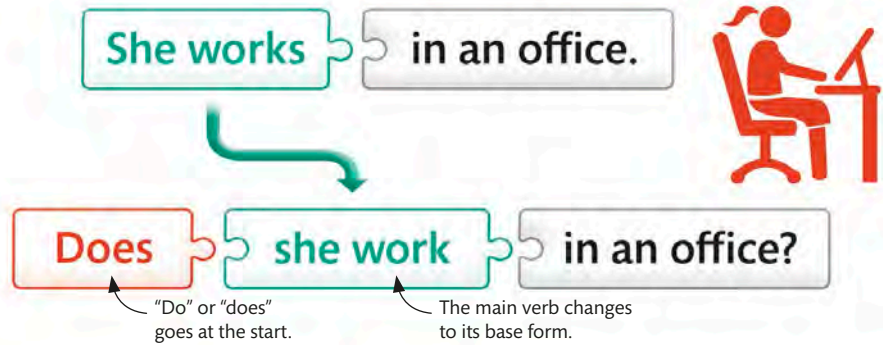 She works in an office.
Does she work in an office?
"Do" or "does"
goes at the start.
The main verb changes
to its base form.